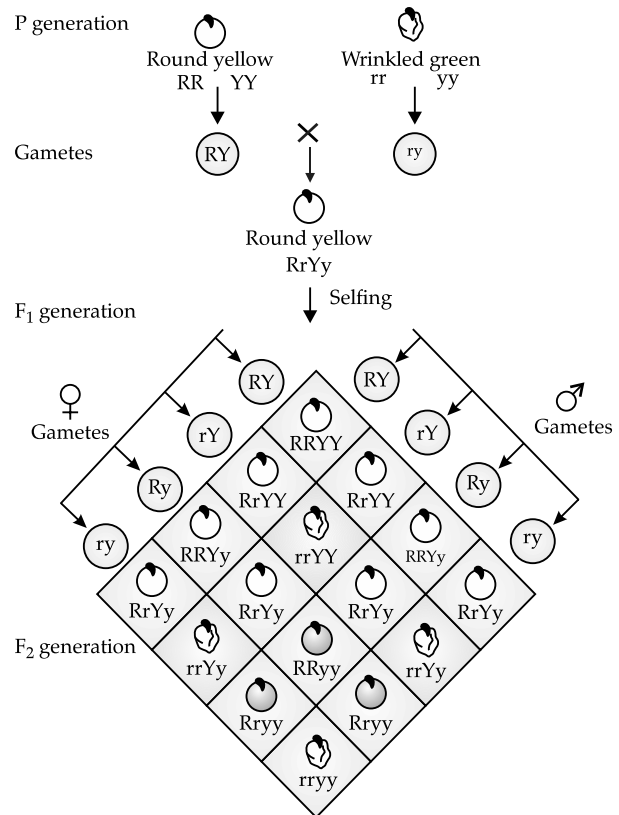 P generation
Round yellow
RR YY
Wrinkled green
rr yy
Gametes
RY
ry
Round yellow
RrYy
Selfing
F₁ generation
♀
Gametes
RY
rY
Ry
ry
RY
rY
Ry
ry
♂
Gametes
RRYY
RrYY
RrYY
RRYy
rrYY
RRYy
RrYy
RrYy
RrYy
RrYy
F₂ generation
rrYy
RRyy
rrYy
Rryy
Rryy
rryy